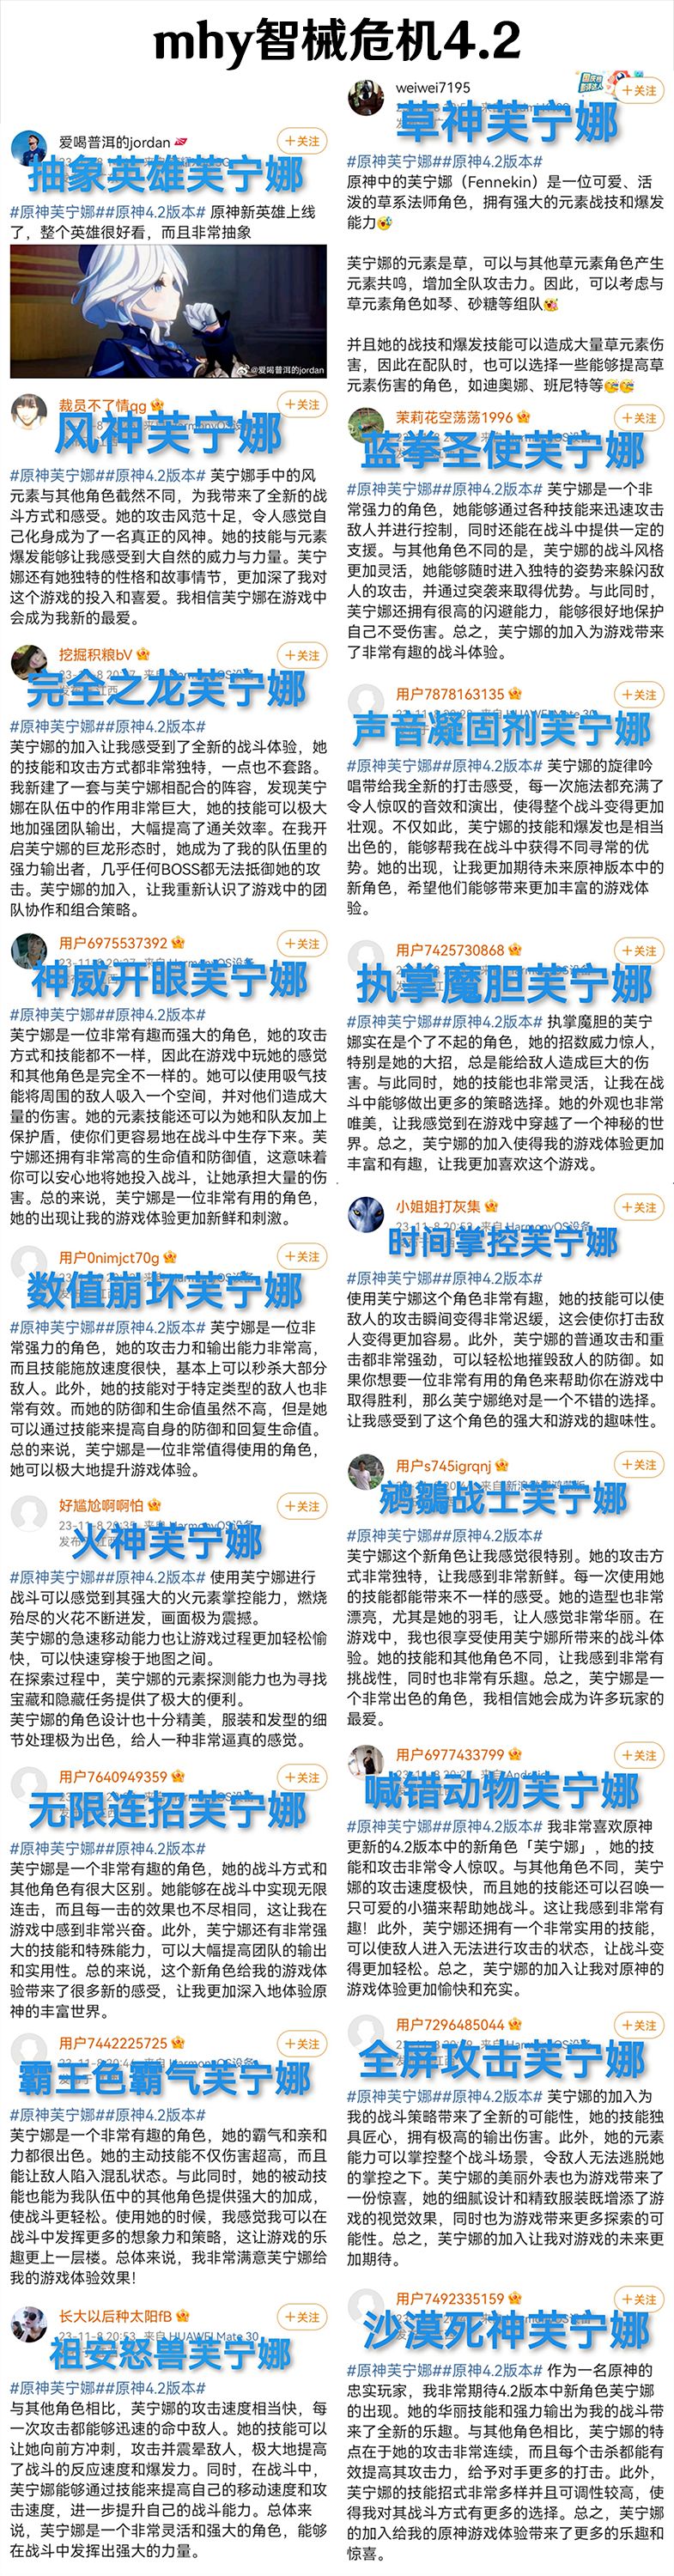 mhy智械危机4.2
爱喝普洱的jordan
+关注
抽象英雄芙宁娜
#原神芙宁娜##原神4.2版本# 原神新英雄上线
了，整个英雄很好看，而且非常抽象
@爱喝普洱的jordan
裁员不了情qg
+关注
风神芙宁娜
#原神芙宁娜##原神4.2版本# 芙宁娜手中的风
元素与其他角色截然不同，为我带来了全新的战
斗方式和感受。她的攻击风范十足，令人感觉自
己化身成为了一名真正的风神。她的技能与元素
爆发能够让我感受到大自然的威力与力量。芙宁
娜还有她独特的性格和故事情节，更加深了我对
这个游戏的投入和喜爱。我相信芙宁娜在游戏中
会成为我新的最爱。
挖掘积粮bV
+关注
完全之龙芙宁娜
#原神芙宁娜##原神4.2版本#
芙宁娜的加入让我感受到了全新的战斗体验，她
的技能和攻击方式都非常独特，一点也不套路。
我新建了一套与芙宁娜相配合的阵容，发现芙宁
娜在队伍中的作用非常巨大，她的技能可以极大
地加强团队输出，大幅提高了通关效率。在我开
启芙宁娜的巨龙形态时，她成为了我的队伍里的
强力输出者，几乎任何BOSS都无法抵御她的攻
击。芙宁娜的加入，让我重新认识了游戏中的团
队协作和组合策略。
用户6975537392
+关注
神威开眼芙宁娜
#原神芙宁娜##原神4.2版本#
芙宁娜是一位非常有趣而强大的角色，她的攻击
方式和技能都不一样，因此在游戏中玩她的感觉
和其他角色是完全不一样的。她可以使用吸气技
能将周围的敌人吸入一个空间，并对他们造成大
量的伤害。她的元素技能还可以为她和队友加上
保护盾，使你们更容易地在战斗中生存下来。芙
宁娜还拥有非常高的生命值和防御值，这意味着
你可以安心地将她投入战斗，让她承担大量的伤
害。总的来说，芙宁娜是一位非常有用的角色，
她的出现让我的游戏体验更加新鲜和刺激。
用户0nimjct70g
+关注
数值崩坏芙宁娜
#原神芙宁娜##原神4.2版本# 芙宁娜是一位非
常强力的角色，她的攻击力和输出能力非常高，
而且技能施放速度很快，基本上可以秒杀大部分
敌人。此外，她的技能对于特定类型的敌人也非
常有效。而她的防御和生命值虽然不高，但是她
可以通过技能来提高自身的防御和回复生命值。
总的来说，芙宁娜是一位非常值得使用的角色，
她可以极大地提升游戏体验。
好尴尬啊啊怕
+关注
火神芙宁娜
#原神芙宁娜##原神4.2版本# 使用芙宁娜进行
战斗可以感觉到其强大的火元素掌控能力，燃烧
殆尽的火花不断迸发，画面极为震撼。
芙宁娜的急速移动能力也让游戏过程更加轻松愉
快，可以快速穿梭于地图之间。
在探索过程中，芙宁娜的元素探测能力也为寻找
宝藏和隐藏任务提供了极大的便利。
芙宁娜的角色设计也十分精美，服装和发型的细
节处理极为出色，给人一种非常逼真的感觉。
用户7640949359
+关注
无限连招芙宁娜
#原神芙宁娜##原神4.2版本#
芙宁娜是一个非常有趣的角色，她的战斗方式和
其他角色有很大区别。她能够在战斗中实现无限
连击，而且每一击的效果也不尽相同，这让我在
游戏中感到非常兴奋。此外，芙宁娜还有非常强
大的技能和特殊能力，可以大幅提高团队的输出
和实用性。总的来说，这个新角色给我的游戏体
验带来了很多新的感受，让我更加深入地体验原
神的丰富世界。
用户7442225725
+关注
霸王色霸气芙宁娜
#原神芙宁娜##原神4.2版本#
芙宁娜是一个非常有趣的角色，她的霸气和亲和
力都很出色。她的主动技能不仅伤害超高，而且
能让敌人陷入混乱状态。与此同时，她的被动技
能也能为我队伍中的其他角色提供强大的加成，
使战斗更轻松。使用她的时候，我感觉我可以在
战斗中发挥更多的想象力和策略，这让游戏的乐
趣更上一层楼。总体来说，我非常满意芙宁娜给
我的游戏体验效果！
长大以后种太阳fB
+关注
祖安怒兽芙宁娜
#原神芙宁娜##原神4.2版本#
与其他角色相比，芙宁娜的攻击速度相当快，每
一次攻击都能够迅速的命中敌人。她的技能可以
让她向前方冲刺，攻击并震晕敌人，极大地提高
了战斗的反应速度和爆发力。同时，在战斗中，
芙宁娜能够通过技能来提高自己的移动速度和攻
击速度，进一步提升自己的战斗能力。总体来
说，芙宁娜是一个非常灵活和强大的角色，能够
在战斗中发挥出强大的力量。
weiwei7195
+关注
草神芙宁娜
#原神芙宁娜##原神4.2版本#
原神中的芙宁娜（Fennekin）是一位可爱、活
泼的草系法师角色，拥有强大的元素战技和爆发
能力
芙宁娜的元素是草，可以与其他草元素角色产生
元素共鸣，增加全队攻击力。因此，可以考虑与
草元素角色如琴、砂糖等组队
并且她的战技和爆发技能可以造成大量草元素伤
害，因此在配队时，也可以选择一些能够提高草
元素伤害的角色，如迪奥娜、班尼特等
茉莉花空荡荡1996
+关注
蓝拳圣使芙宁娜
#原神芙宁娜##原神4.2版本# 芙宁娜是一个非
常强力的角色，她能够通过各种技能来迅速攻击
敌人并进行控制，同时还能在战斗中提供一定的
支援。与其他角色不同的是，芙宁娜的战斗风格
更加灵活，她能够随时进入独特的姿势来躲闪敌
人的攻击，并通过突袭来取得优势。与此同时，
芙宁娜还拥有很高的闪避能力，能够很好地保护
自己不受伤害。总之，芙宁娜的加入为游戏带来
了非常有趣的战斗体验。
用户7878163135
+关注
声音凝固剂芙宁娜
#原神芙宁娜##原神4.2版本# 芙宁娜的旋律吟
唱带给我全新的打击感受，每一次施法都充满了
令人惊叹的音效和演出，使得整个战斗变得更加
壮观。不仅如此，芙宁娜的技能和爆发也是相当
出色的，能够帮我在战斗中获得不同寻常的优
势。她的出现，让我更加期待未来原神版本中的
新角色，希望他们能够带来更加丰富的游戏体
验。
用户7425730868
+关注
执掌魔胆芙宁娜
#原神芙宁娜##原神4.2版本# 执掌魔胆的芙宁
娜实在是个了不起的角色，她的招数威力惊人，
特别是她的大招，总是能给敌人造成巨大的伤
害。与此同时，她的技能也非常灵活，让我在战
斗中能够做出更多的策略选择。她的外观也非常
唯美，让我感觉到在游戏中穿越了一个神秘的世
界。总之，芙宁娜的加入使得我的游戏体验更加
丰富和有趣，让我更加喜欢这个游戏。
小姐姐打灰集
+关注
时间掌控芙宁娜
#原神芙宁娜##原神4.2版本#
使用芙宁娜这个角色非常有趣，她的技能可以使
敌人的攻击瞬间变得非常迟缓，这会使你打击敌
人变得更加容易。此外，芙宁娜的普通攻击和重
击都非常强劲，可以轻松地摧毁敌人的防御。如
果你想要一位非常有用的角色来帮助你在游戏中
取得胜利，那么芙宁娜绝对是一个不错的选择。
让我感受到了这个角色的强大和游戏的趣味性。
用户s745igrqnj
+关注
鹓鶵战士芙宁娜
#原神芙宁娜##原神4.2版本#
芙宁娜这个新角色让我感觉很特别。她的攻击方
式非常独特，让我感到非常新鲜。每一次使用她
的技能都能带来不一样的感受。她的造型也非常
漂亮，尤其是她的羽毛，让人感觉非常华丽。在
游戏中，我也很享受使用芙宁娜所带来的战斗体
验。她的技能和其他角色不同，让我感到非常有
挑战性，同时也非常有乐趣。总之，芙宁娜是一
个非常出色的角色，我相信她会成为许多玩家的
最爱。
用户6977433799
+关注
喊错动物芙宁娜
#原神芙宁娜##原神4.2版本# 我非常喜欢原神
更新的4.2版本中的新角色「芙宁娜」，她的技
能和攻击非常令人惊叹。与其他角色不同，芙宁
娜的攻击速度极快，而且她的技能还可以召唤一
只可爱的小猫来帮助她战斗。这让我感到非常有
趣！此外，芙宁娜还拥有一个非常实用的技能，
可以使敌人进入无法进行攻击的状态，让战斗变
得更加轻松。总之，芙宁娜的加入让我对原神的
游戏体验更加愉快和充实。
用户7296485044
+关注
全屏攻击芙宁娜
#原神芙宁娜##原神4.2版本# 芙宁娜的加入为
我的战斗策略带来了全新的可能性，她的技能独
具匠心，拥有极高的输出伤害。此外，她的元素
能力可以掌控整个战斗场景，令敌人无法逃脱她
的掌控之下。芙宁娜的美丽外表也为游戏带来了
一份惊喜，她的细腻设计和精致服装既增添了游
戏的视觉效果，同时也为游戏带来更多探索的可
能性。总之，芙宁娜的加入让我对游戏的未来更
加期待。
用户7492335159
+关注
沙漠死神芙宁娜
#原神芙宁娜##原神4.2版本# 作为一名原神的
忠实玩家，我非常期待4.2版本中新角色芙宁娜
的出现。她的华丽技能和强力输出为我的战斗带
来了全新的乐趣。与其他角色相比，芙宁娜的特
点在于她的攻击非常连续，而且每个击杀都能有
效提高其攻击力，给予对手更多的打击。此外，
芙宁娜的技能招式非常多样并且可调性较高，使
得我对其战斗方式有更多的选择。总之，芙宁娜
的加入给我的原神游戏体验带来了更多的乐趣和
惊喜。